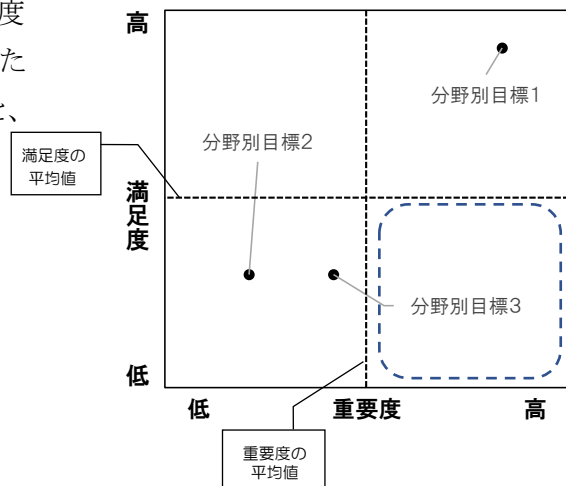 度
た
は、
高
分野別目標1
分野別目標2
満足度の
平均値
満足度
分野別目標3
低
低
重要度
高
重要度の
平均値